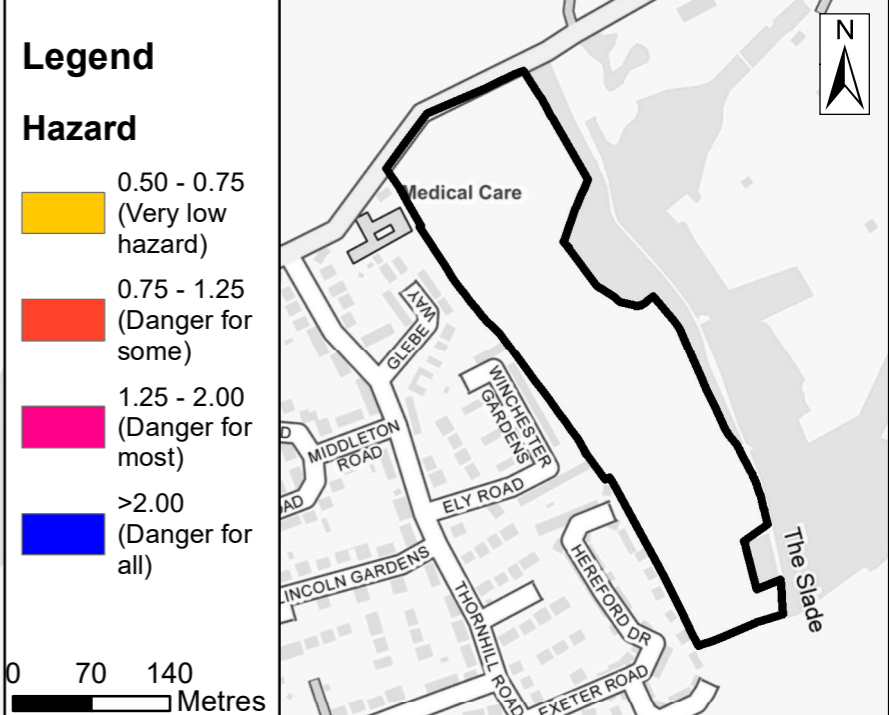 Legend
Hazard
0.50 - 0.75
(Very low
hazard)
0.75 - 1.25
(Danger for
some)
1.25 - 2.00
(Danger for
most)
>2.00
(Danger for
all)
0 70 140
Metres
N
Medical Care
GLEBE WAY
WINCHESTER
GARDENS
D
MIDDLETON
ROAD
OAD
ELY ROAD
LINCOLN GARDENS
THORNHILL ROAD
HEREFORD DR
EXETER ROAD
The Slade